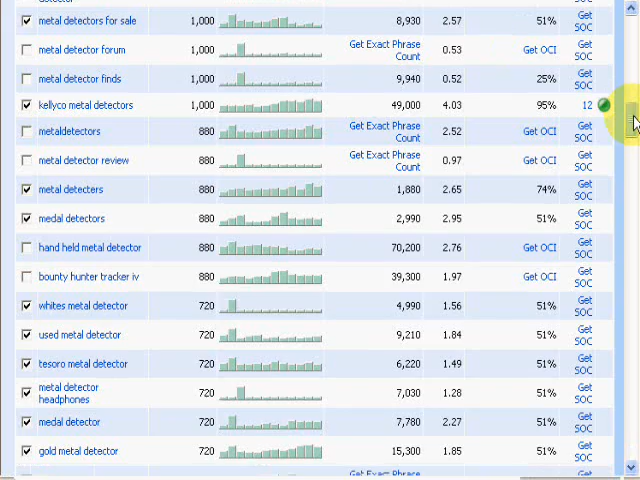 detector
metal detectors for sale 1,000 8,930 2.57 51% Get SOC
metal detector forum 1,000 Get Exact Phrase Count 0.53 Get OCI Get SOC
metal detector finds 1,000 9,940 0.52 25% Get SOC
kellyco metal detectors 1,000 49,000 4.03 95% 12
metaldetectors 880 Get Exact Phrase Count 2.52 Get OCI Get SOC
metal detector review 880 Get Exact Phrase Count 0.97 Get OCI Get SOC
metal detecters 880 1,880 2.65 74% Get SOC
medal detectors 880 2,990 2.95 51% Get SOC
hand held metal detector 880 70,200 2.76 Get OCI Get SOC
bounty hunter tracker iv 880 39,300 1.97 Get OCI Get SOC
whites metal detector 720 4,990 1.56 51% Get SOC
used metal detector 720 9,210 1.84 51% Get SOC
tesoro metal detector 720 6,220 1.49 51% Get SOC
metal detector headphones 720 7,030 1.28 51% Get SOC
medal detector 720 7,780 2.27 51% Get SOC
gold metal detector 720 15,300 1.85 51% Get SOC
Get Exact Phrase